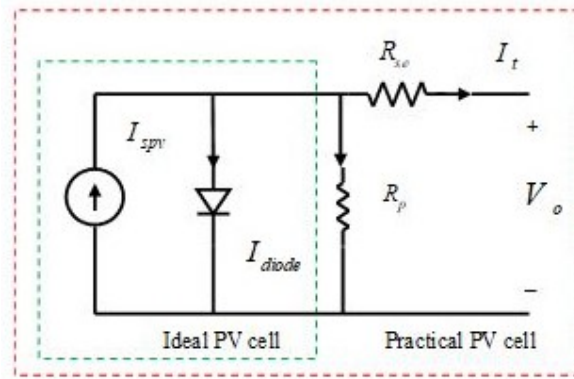 R_se
I_t
I_spv
+
R_p
V_o
I_diode
–
Ideal PV cell
Practical PV cell